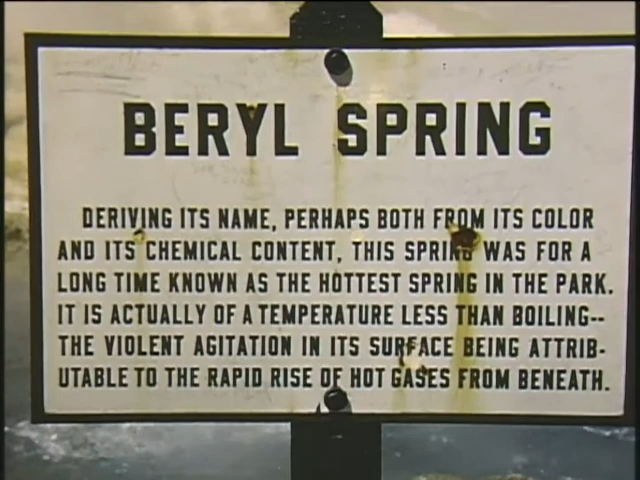 BERYL SPRING
DERIVING ITS NAME, PERHAPS BOTH FROM ITS COLOR
AND ITS CHEMICAL CONTENT, THIS SPRING WAS FOR A
LONG TIME KNOWN AS THE HOTTEST SPRING IN THE PARK.
IT IS ACTUALLY OF A TEMPERATURE LESS THAN BOILING--
THE VIOLENT AGITATION IN ITS SURFACE BEING ATTRIB-
UTABLE TO THE RAPID RISE OF HOT GASES FROM BENEATH.